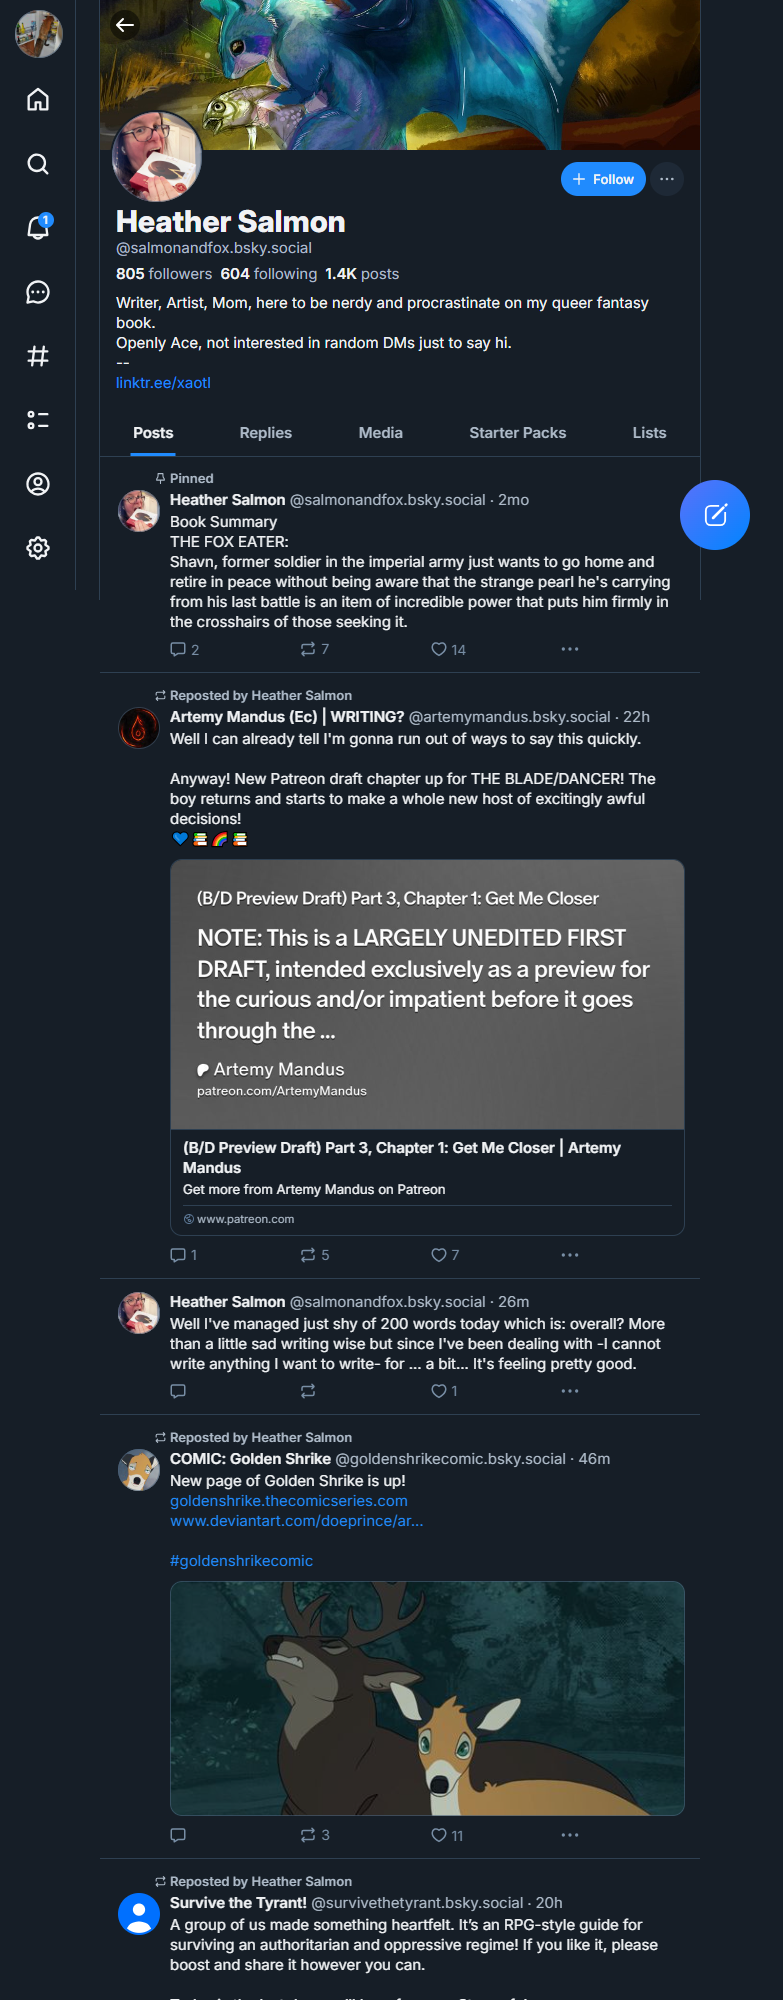 1
+ Follow
Heather Salmon
@salmonandfox.bsky.social
805 followers 604 following 1.4K posts
Writer, Artist, Mom, here to be nerdy and procrastinate on my queer fantasy
book.
Openly Ace, not interested in random DMs just to say hi.
--
linktr.ee/xaotl
Posts Replies Media Starter Packs Lists
Pinned
Heather Salmon @salmonandfox.bsky.social · 2mo
Book Summary
THE FOX EATER:
Shavn, former soldier in the imperial army just wants to go home and
retire in peace without being aware that the strange pearl he's carrying
from his last battle is an item of incredible power that puts him firmly in
the crosshairs of those seeking it.
2 7 14
Reposted by Heather Salmon
Artemy Mandus (Ec) | WRITING? @artemymandus.bsky.social · 22h
Well I can already tell I'm gonna run out of ways to say this quickly.
Anyway! New Patreon draft chapter up for THE BLADE/DANCER! The
boy returns and starts to make a whole new host of excitingly awful
decisions!
💙📚🌈📚
(B/D Preview Draft) Part 3, Chapter 1: Get Me Closer
NOTE: This is a LARGELY UNEDITED FIRST
DRAFT, intended exclusively as a preview for
the curious and/or impatient before it goes
through the ...
Artemy Mandus
patreon.com/ArtemyMandus
(B/D Preview Draft) Part 3, Chapter 1: Get Me Closer | Artemy
Mandus
Get more from Artemy Mandus on Patreon
www.patreon.com
1 5 7
Heather Salmon @salmonandfox.bsky.social · 26m
Well I've managed just shy of 200 words today which is: overall? More
than a little sad writing wise but since I've been dealing with -I cannot
write anything I want to write- for ... a bit... It's feeling pretty good.
1
Reposted by Heather Salmon
COMIC: Golden Shrike @goldenshrikecomic.bsky.social · 46m
New page of Golden Shrike is up!
goldenshrike.thecomicseries.com
www.deviantart.com/doeprince/ar...
#goldenshrikecomic
3 11
Reposted by Heather Salmon
Survive the Tyrant! @survivethetyrant.bsky.social · 20h
A group of us made something heartfelt. It's an RPG-style guide for
surviving an authoritarian and oppressive regime! If you like it, please
boost and share it however you can.